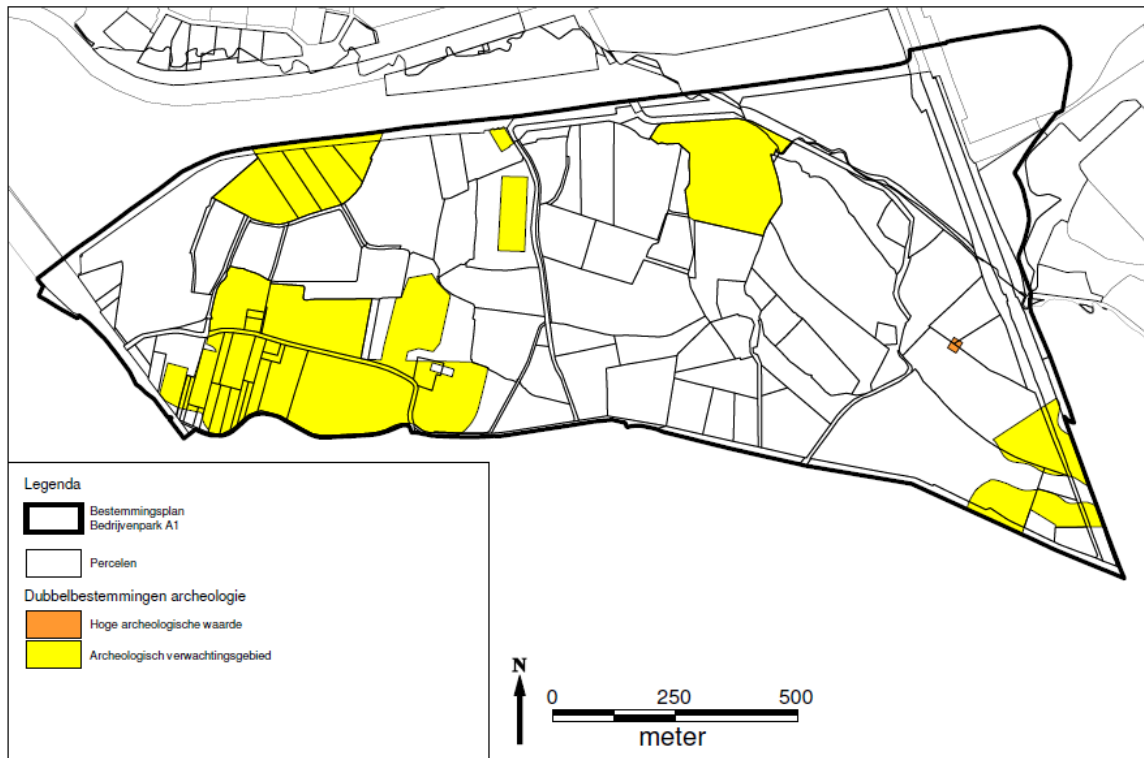 Legenda
Bestemmingsplan
Bedrijvenpark A1
Percelen
Dubbelbestemmingen archeologie
Hoge archeologische waarde
Archeologisch verwachtingsgebied
N
0 250 500
meter